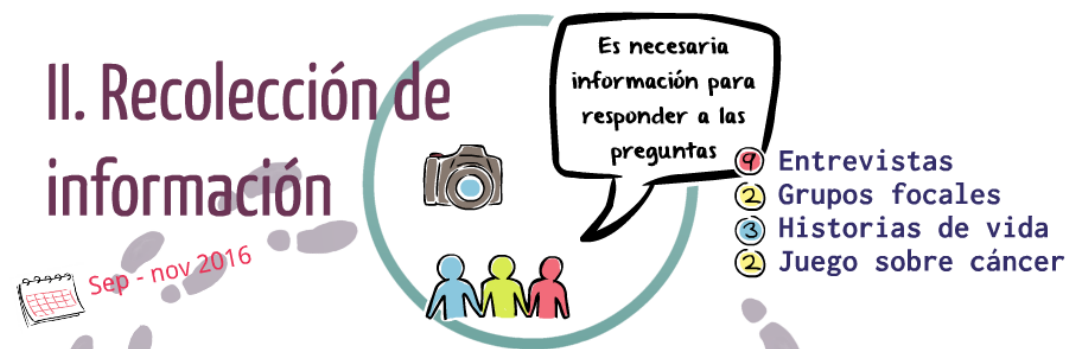 II. Recolección de
información
Sep - nov 2016
Es necesaria
información para
responder a las
preguntas
9 Entrevistas
2 Grupos focales
3 Historias de vida
2 Juego sobre cáncer